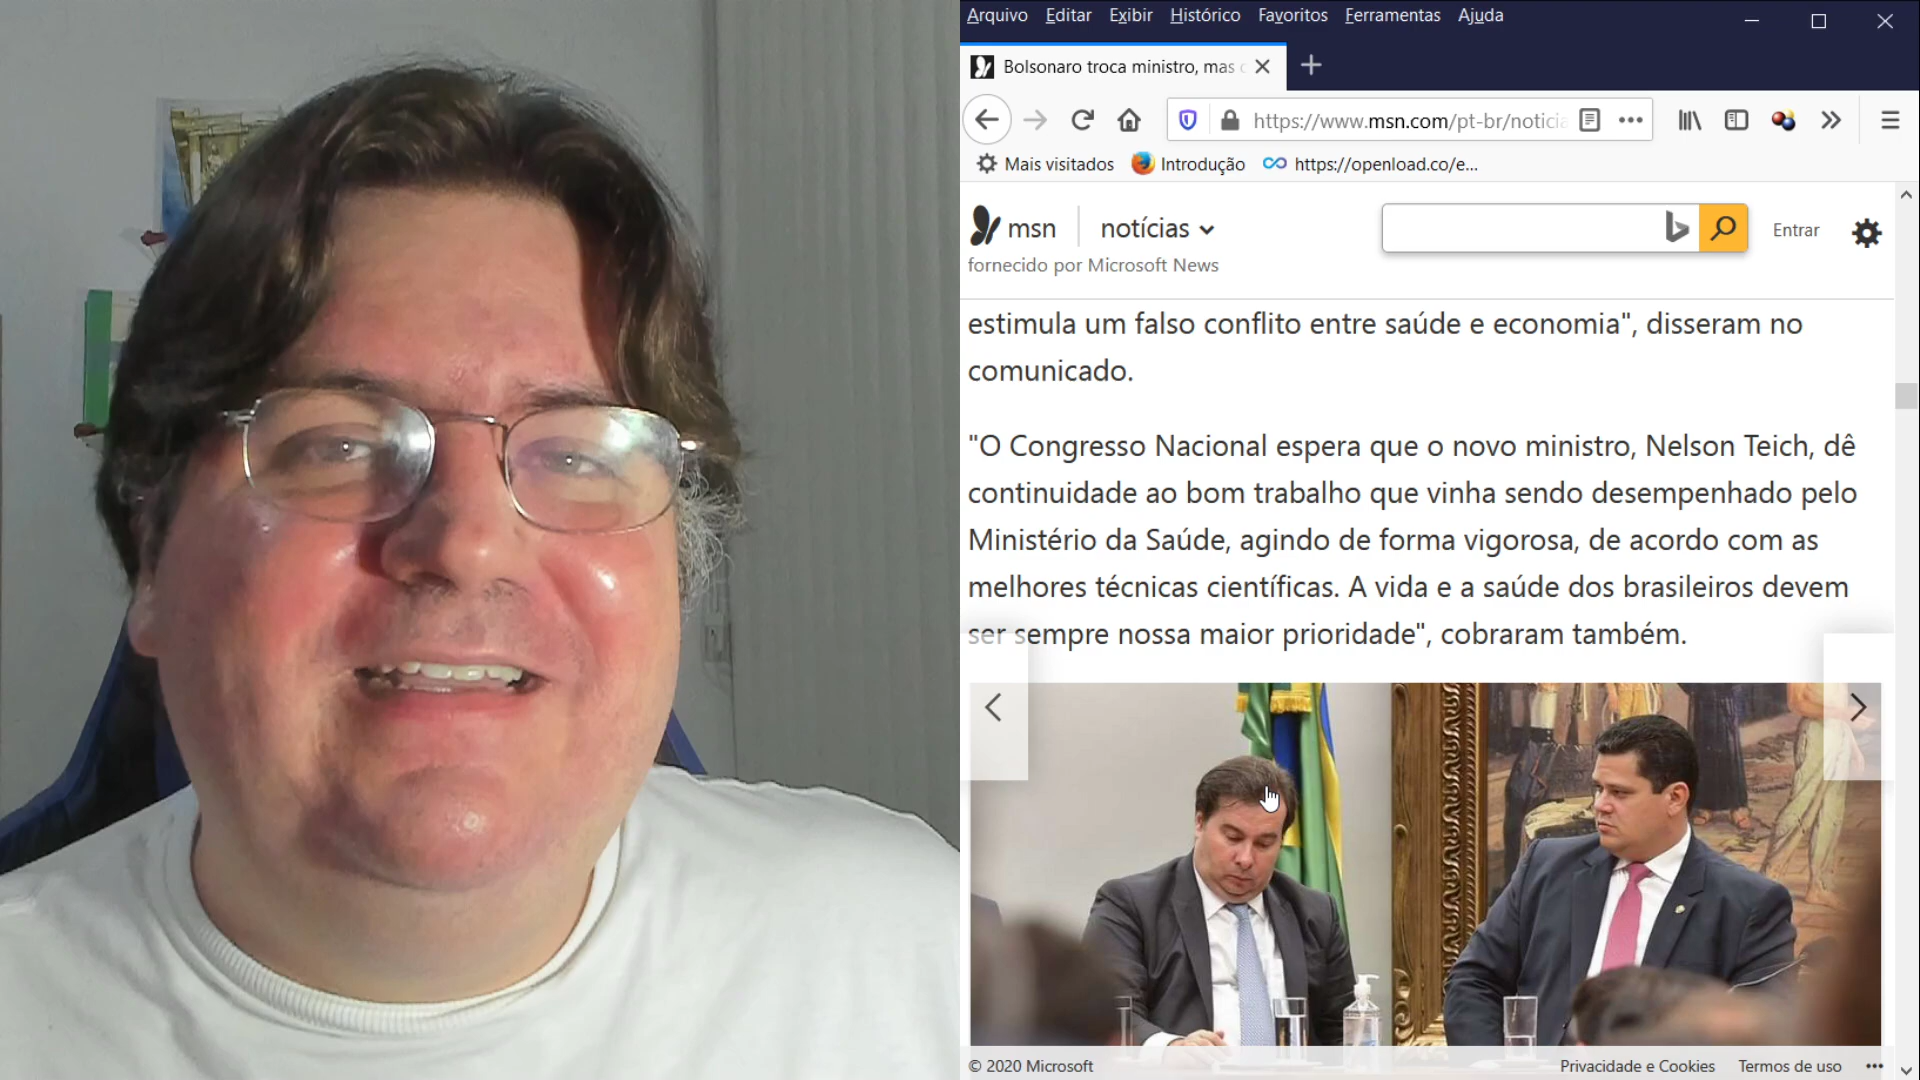 Arquivo Editar Exibir Histórico Favoritos Ferramentas Ajuda
Bolsonaro troca ministro, mas
https://www.msn.com/pt-br/noticia
Mais visitados Introdução https://openload.co/e...
msn notícias Entrar
fornecido por Microsoft News
estimula um falso conflito entre saúde e economia", disseram no
comunicado.
"O Congresso Nacional espera que o novo ministro, Nelson Teich, dê
continuidade ao bom trabalho que vinha sendo desempenhado pelo
Ministério da Saúde, agindo de forma vigorosa, de acordo com as
melhores técnicas científicas. A vida e a saúde dos brasileiros devem
ser sempre nossa maior prioridade", cobraram também.
© 2020 Microsoft Privacidade e Cookies Termos de uso •••